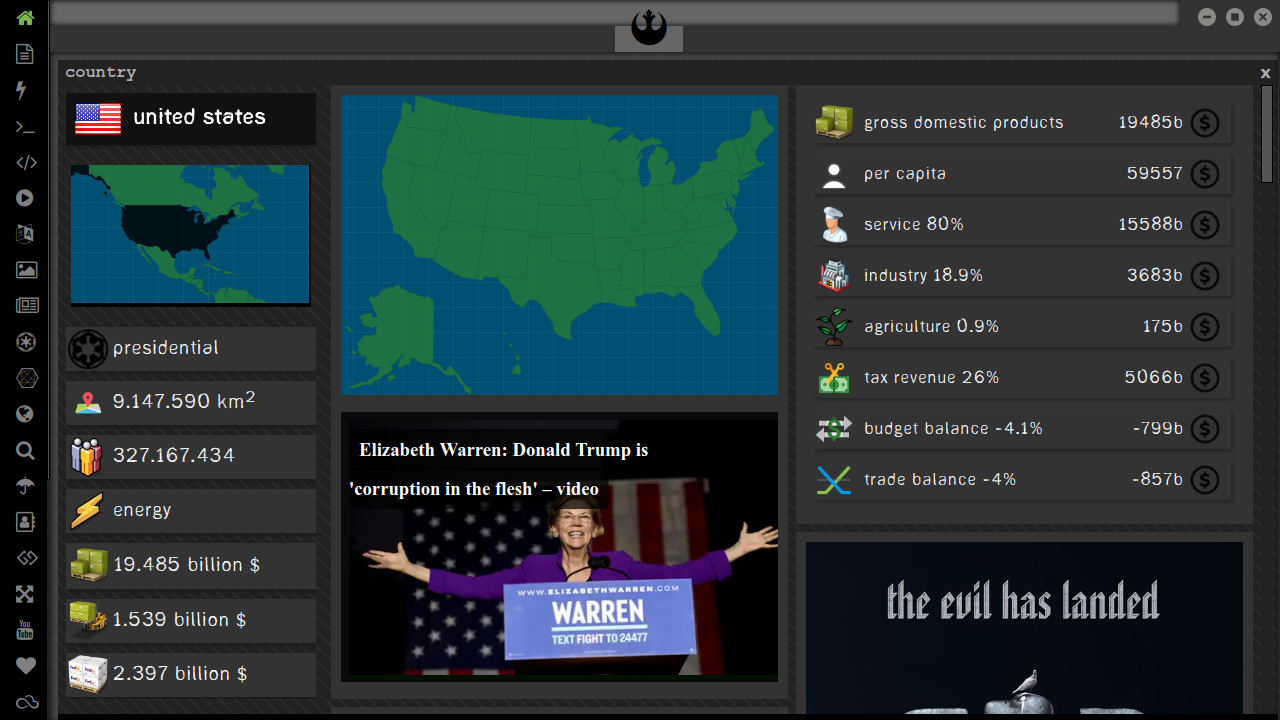 country
x
united states
presidential
9.147.590 km²
327.167.434
energy
19.485 billion $
1.539 billion $
2.397 billion $
Elizabeth Warren: Donald Trump is
'corruption in the flesh' – video
WWW.ELIZABETHWARREN.COM
WARREN
TEXT FIGHT TO 24477
gross domestic products 19485b $
per capita 59557 $
service 80% 15588b $
industry 18.9% 3683b $
agriculture 0.9% 175b $
tax revenue 26% 5066b $
budget balance -4.1% -799b $
trade balance -4% -857b $
the evil has landed
You
Tube